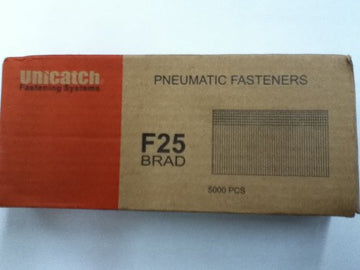 unicatch
Fastening Systems
PNEUMATIC FASTENERS
F25
BRAD
5000 PCS